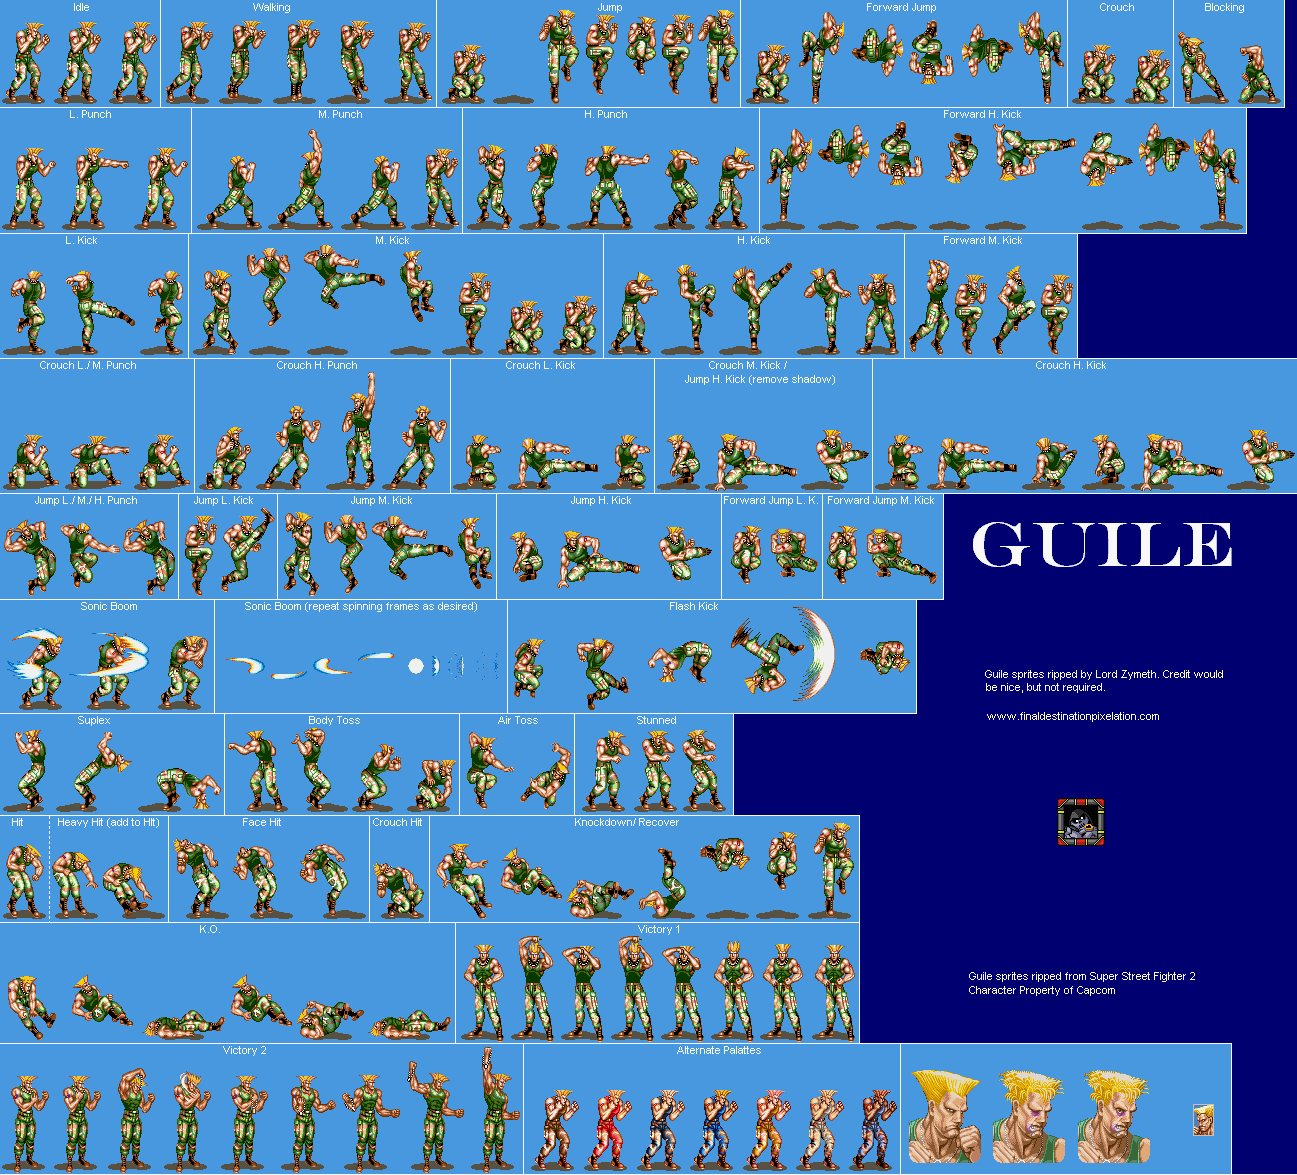 Idle
Walking
Jump
Forward Jump
Crouch
Blocking
L. Punch
M. Punch
H. Punch
Forward H. Kick
L. Kick
M. Kick
H. Kick
Forward M. Kick
Crouch L./ M. Punch
Crouch H. Punch
Crouch L. Kick
Crouch M. Kick /
Jump H. Kick (remove shadow)
Crouch H. Kick
Jump L./ M./ H. Punch
Jump L. Kick
Jump M. Kick
Jump H. Kick
Forward Jump L. K.
Forward Jump M. Kick
GUILE
Sonic Boom
Sonic Boom (repeat spinning frames as desired)
Flash Kick
Guile sprites ripped by Lord Zymeth. Credit would
be nice, but not required.
www.finaldestinationpixelation.com
Suplex
Body Toss
Air Toss
Stunned
Hit
Heavy Hit (add to Hit)
Face Hit
Crouch Hit
Knockdown/ Recover
K.O.
Victory 1
Guile sprites ripped from Super Street Fighter 2
Character Property of Capcom
Victory 2
Alternate Palattes